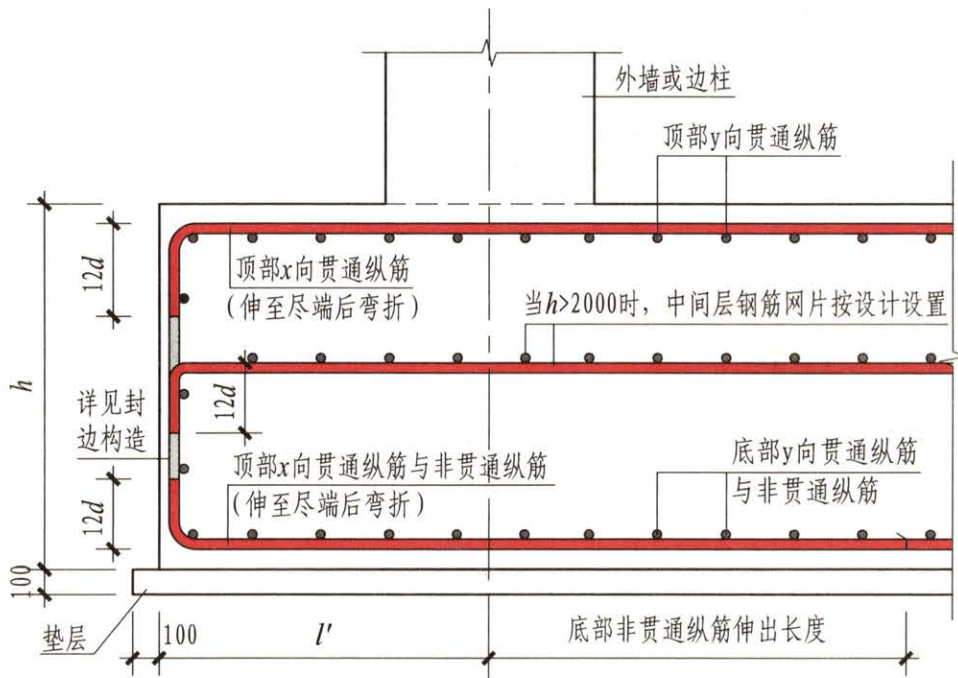 外墙或边柱
顶部y向贯通纵筋
12d
顶部x向贯通纵筋
(伸至尽端后弯折)
当h>2000时，中间层钢筋网片按设计设置
h
详见封
边构造
12d
顶部x向贯通纵筋与非贯通纵筋
(伸至尽端后弯折)
底部y向贯通纵筋
与非贯通纵筋
12d
100
垫层
100
l'
底部非贯通纵筋伸出长度